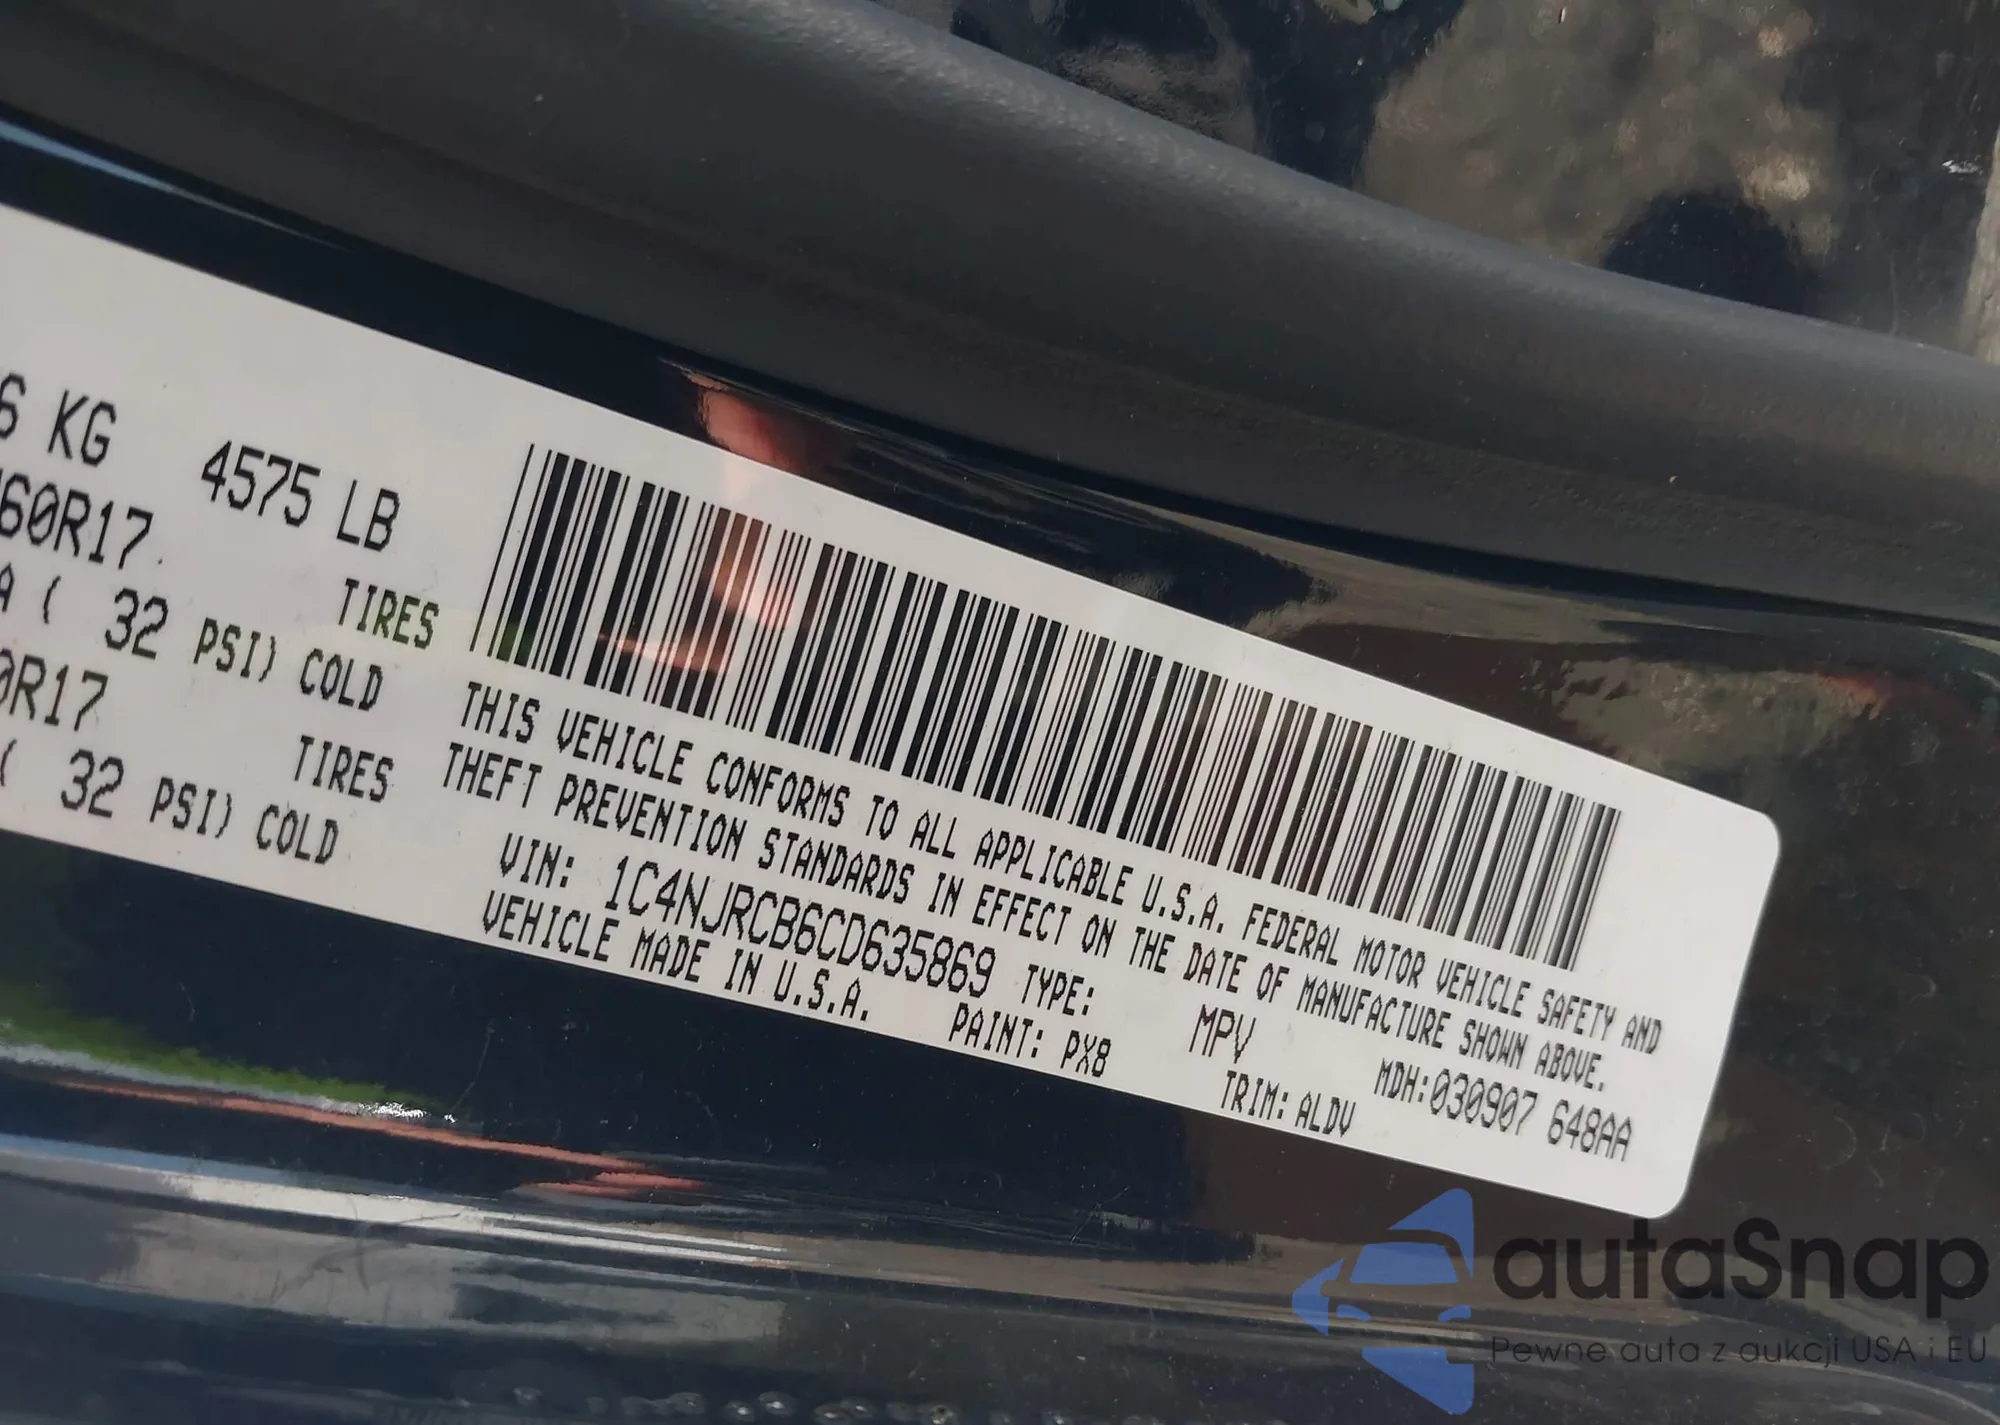 6 KG 4575 LB
60R17 TIRES
A ( 32 PSI) COLD
0R17 TIRES
( 32 PSI) COLD
THIS VEHICLE CONFORMS TO ALL APPLICABLE U.S.A. FEDERAL MOTOR VEHICLE SAFETY AND
THEFT PREVENTION STANDARDS IN EFFECT ON THE DATE OF MANUFACTURE SHOWN ABOVE.
VIN: 1C4NJRCB6CD635869 TYPE: MPV MDH:030907 648AA
VEHICLE MADE IN U.S.A. PAINT: PX8 TRIM: ALDV
autaSnap
Pewne auta z aukcji USA i EU